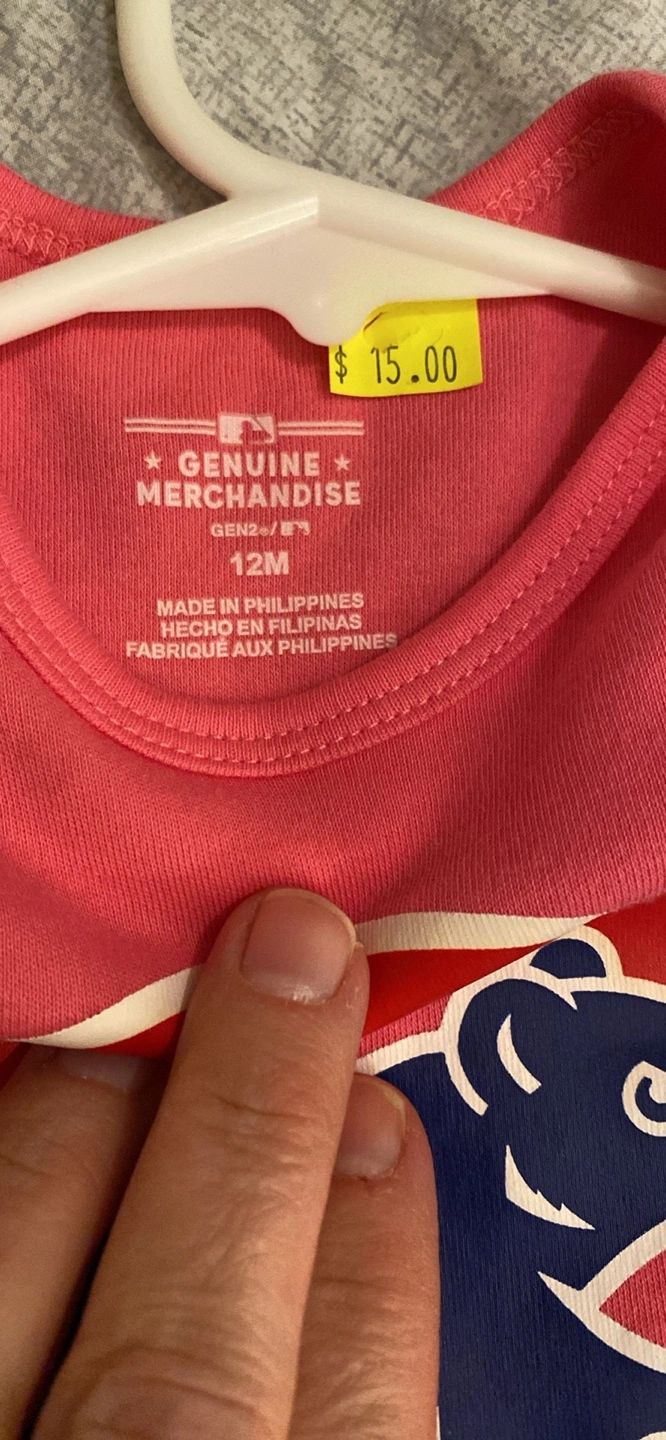 $ 15.00
GENUINE
MERCHANDISE
GEN2 /
12M
MADE IN PHILIPPINES
HECHO EN FILIPINAS
FABRIQUÉ AUX PHILIPPINES